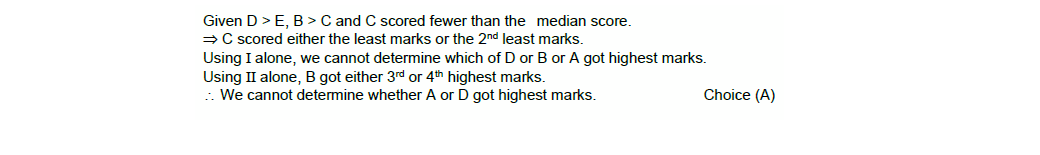 Given D > E, B > C and C scored fewer than the median score.
⇒ C scored either the least marks or the 2nd least marks.
Using I alone, we cannot determine which of D or B or A got highest marks.
Using II alone, B got either 3rd or 4th highest marks.
∴ We cannot determine whether A or D got highest marks. Choice (A)